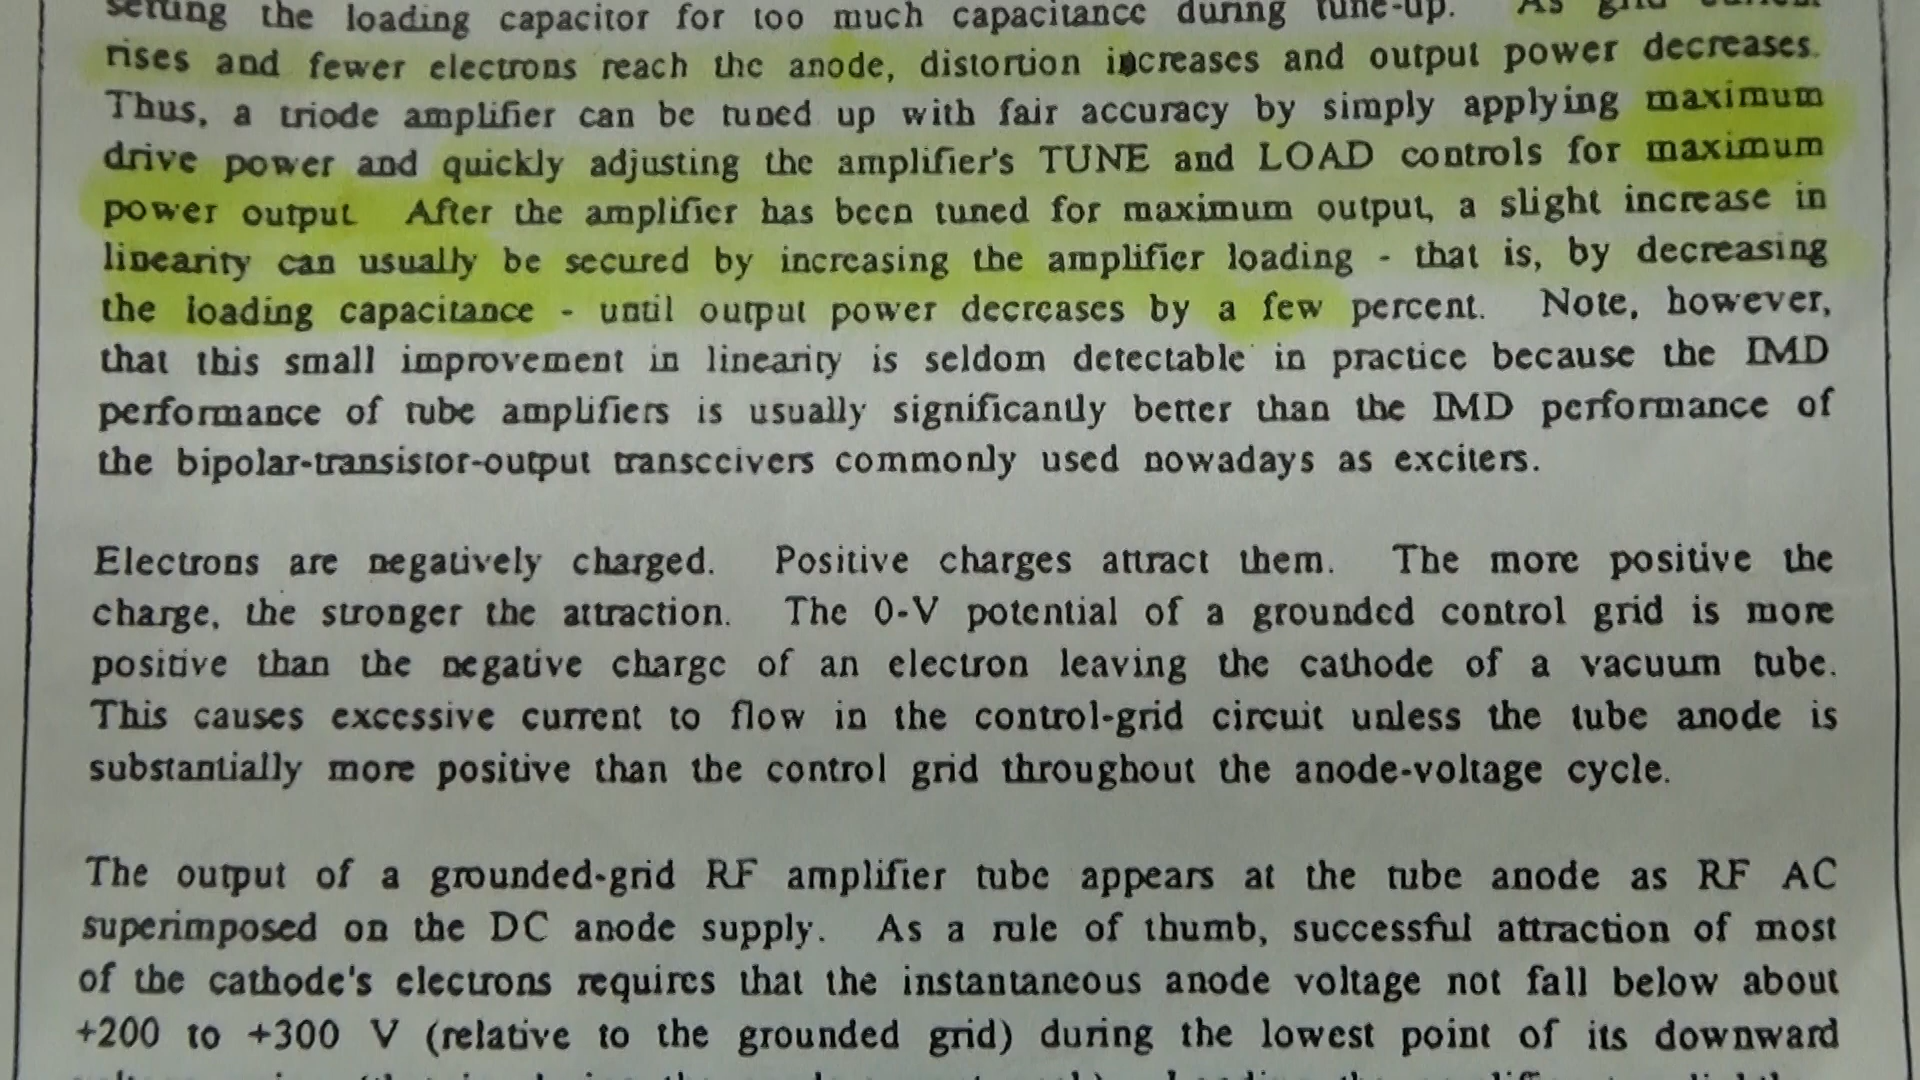 setting the loading capacitor for too much capacitance during tune-up. As grid current
rises and fewer electrons reach the anode, distortion increases and output power decreases.
Thus, a triode amplifier can be tuned up with fair accuracy by simply applying maximum
drive power and quickly adjusting the amplifier's TUNE and LOAD controls for maximum
power output. After the amplifier has been tuned for maximum output, a slight increase in
linearity can usually be secured by increasing the amplifier loading - that is, by decreasing
the loading capacitance - until output power decreases by a few percent. Note, however,
that this small improvement in linearity is seldom detectable in practice because the IMD
performance of tube amplifiers is usually significantly better than the IMD performance of
the bipolar-transistor-output transceivers commonly used nowadays as exciters.
Electrons are negatively charged. Positive charges attract them. The more positive the
charge, the stronger the attraction. The 0-V potential of a grounded control grid is more
positive than the negative charge of an electron leaving the cathode of a vacuum tube.
This causes excessive current to flow in the control-grid circuit unless the tube anode is
substantially more positive than the control grid throughout the anode-voltage cycle.
The output of a grounded-grid RF amplifier tube appears at the tube anode as RF AC
superimposed on the DC anode supply. As a rule of thumb, successful attraction of most
of the cathode's electrons requires that the instantaneous anode voltage not fall below about
+200 to +300 V (relative to the grounded grid) during the lowest point of its downward